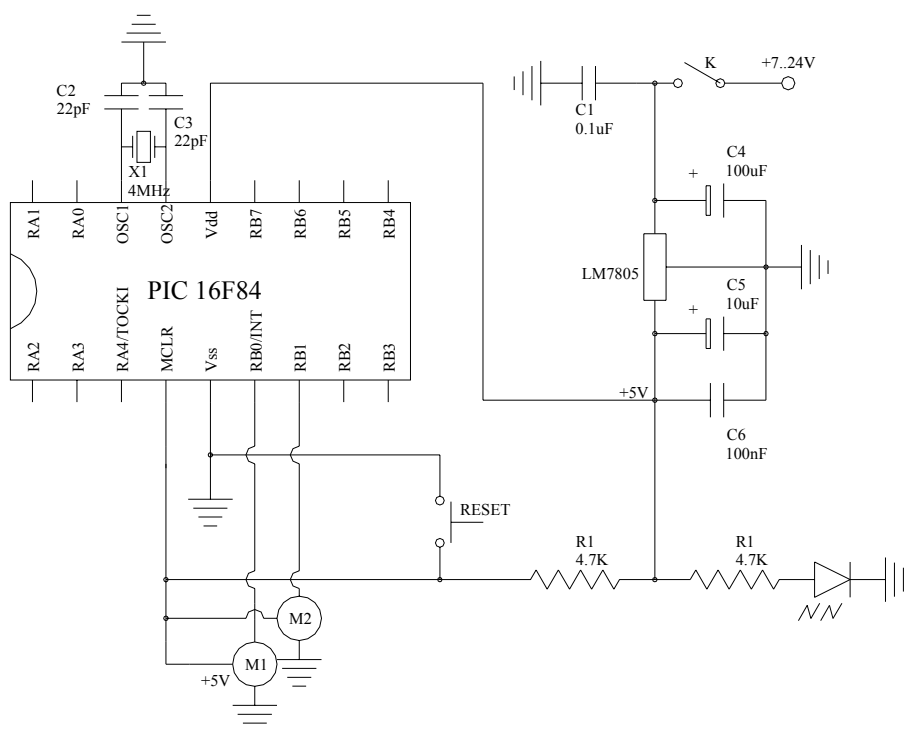 C2
22pF
C3
22pF
X1
4MHz
C1
0.1uF
K
+7..24V
C4
100uF
+
LM7805
C5
10uF
+
+5V
C6
100nF
RA1
RA0
OSC1
OSC2
Vdd
RB7
RB6
RB5
RB4
PIC 16F84
RA2
RA3
RA4/TOCKI
MCLR
Vss
RB0/INT
RB1
RB2
RB3
RESET
R1
4.7K
R1
4.7K
M2
M1
+5V